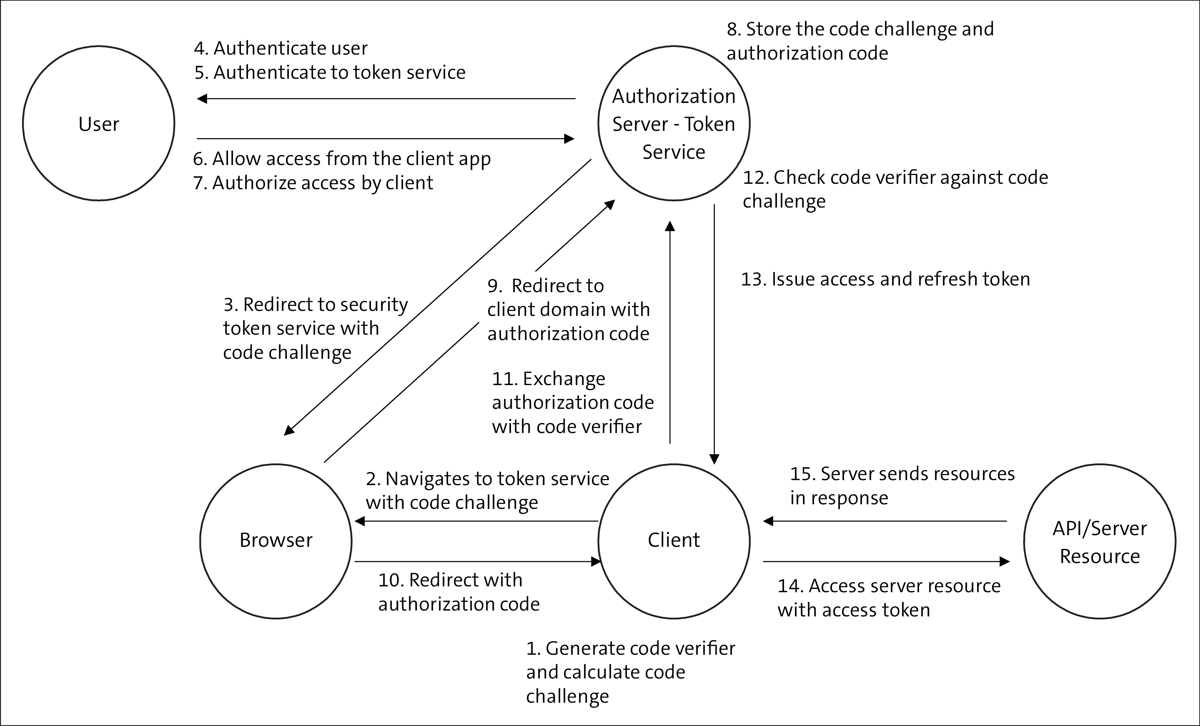 8. Store the code challenge and
authorization code
4. Authenticate user
5. Authenticate to token service
User
Authorization
Server - Token
Service
6. Allow access from the client app
7. Authorize access by client
12. Check code verifier against code
challenge
13. Issue access and refresh token
9. Redirect to
client domain with
authorization code
3. Redirect to security
token service with
code challenge
11. Exchange
authorization code
with code verifier
2. Navigates to token service
with code challenge
15. Server sends resources
in response
Browser
Client
API/Server
Resource
10. Redirect with
authorization code
14. Access server resource
with access token
1. Generate code verifier
and calculate code
challenge